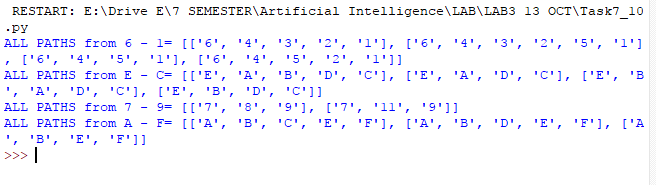 RESTART: E:\Drive E\7 SEMESTER\Artificial Intelligence\LAB\LAB3 13 OCT\Task7_10
.py
ALL PATHS from 6 - 1= [['6', '4', '3', '2', '1'], ['6', '4', '3', '2', '5', '1']
, ['6', '4', '5', '1'], ['6', '4', '5', '2', '1']]
ALL PATHS from E - C= [['E', 'A', 'B', 'D', 'C'], ['E', 'A', 'D', 'C'], ['E', 'B
', 'A', 'D', 'C'], ['E', 'B', 'D', 'C']]
ALL PATHS from 7 - 9= [['7', '8', '9'], ['7', '11', '9']]
ALL PATHS from A - F= [['A', 'B', 'C', 'E', 'F'], ['A', 'B', 'D', 'E', 'F'], ['A
', 'B', 'E', 'F']]
>>>